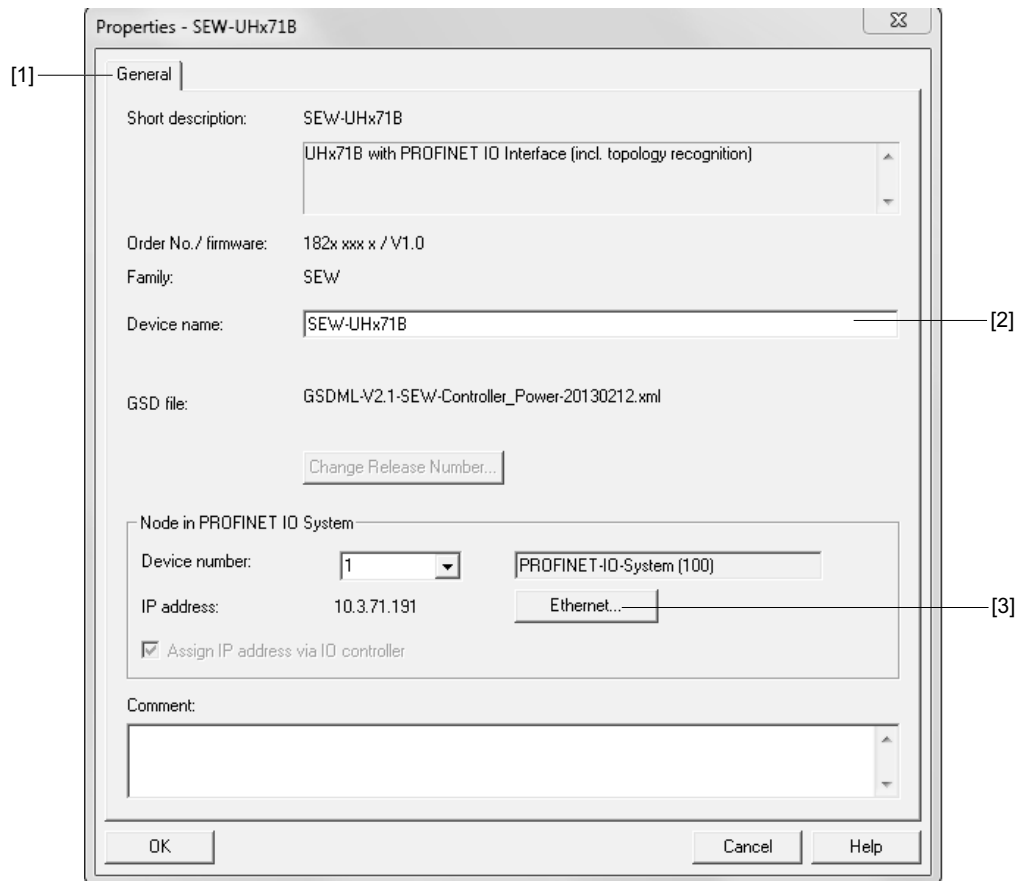 Properties - SEW-UHx71B
[1]
General
Short description: SEW-UHx71B
UHx71B with PROFINET IO Interface (incl. topology recognition)
Order No./ firmware: 182x xxx x / V1.0
Family: SEW
Device name: SEW-UHx71B
[2]
GSD file: GSDML-V2.1-SEW-Controller_Power-20130212.xml
Change Release Number...
Node in PROFINET IO System
Device number: 1 PROFINET-IO-System (100)
IP address: 10.3.71.191 Ethernet...
[3]
Assign IP address via IO controller
Comment:
OK Cancel Help